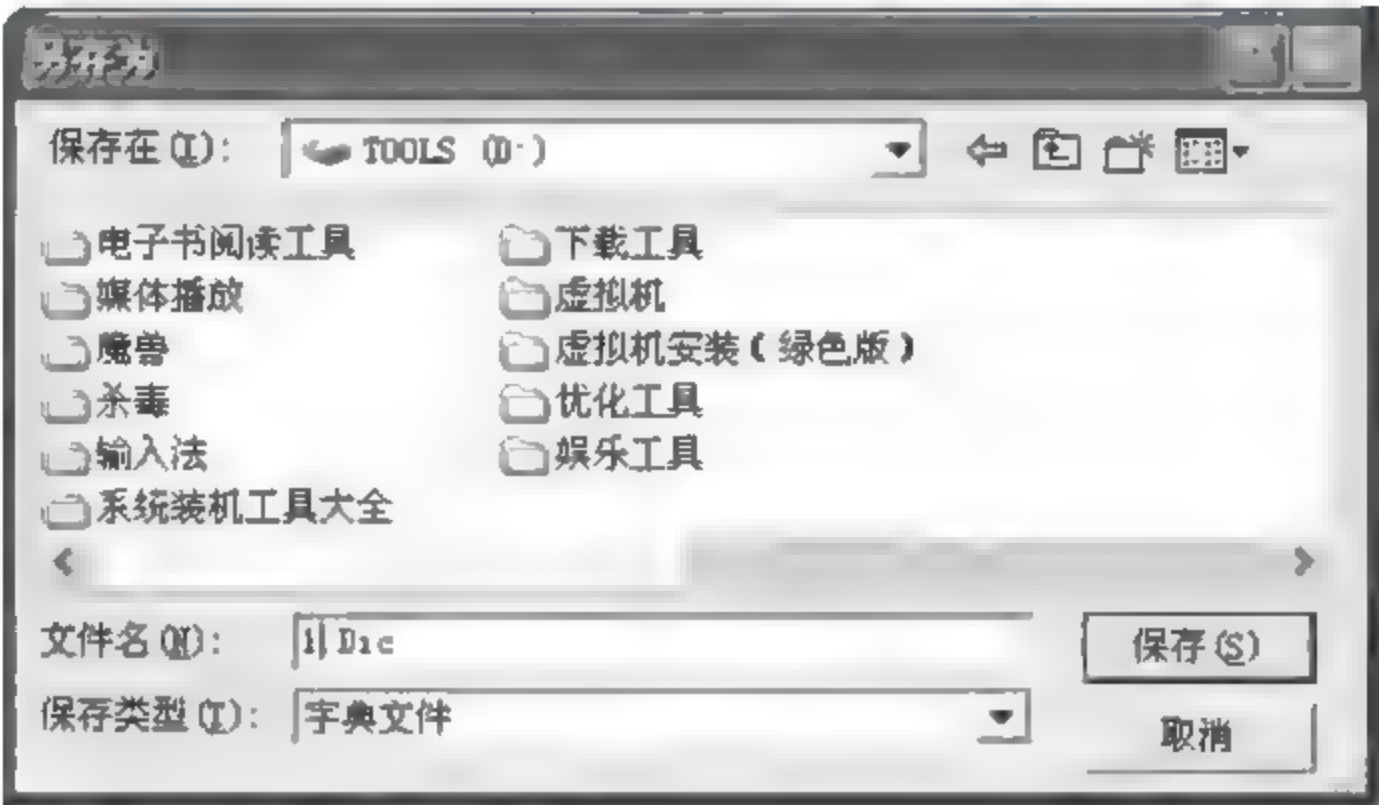 另存为
保存在(I): TOOLS (D:)
电子书阅读工具 下载工具
媒体播放 虚拟机
魔兽 虚拟机安装(绿色版)
杀毒 优化工具
输入法 娱乐工具
系统装机工具大全
文件名(N): 1.Dic 保存(S)
保存类型(T): 字典文件 取消